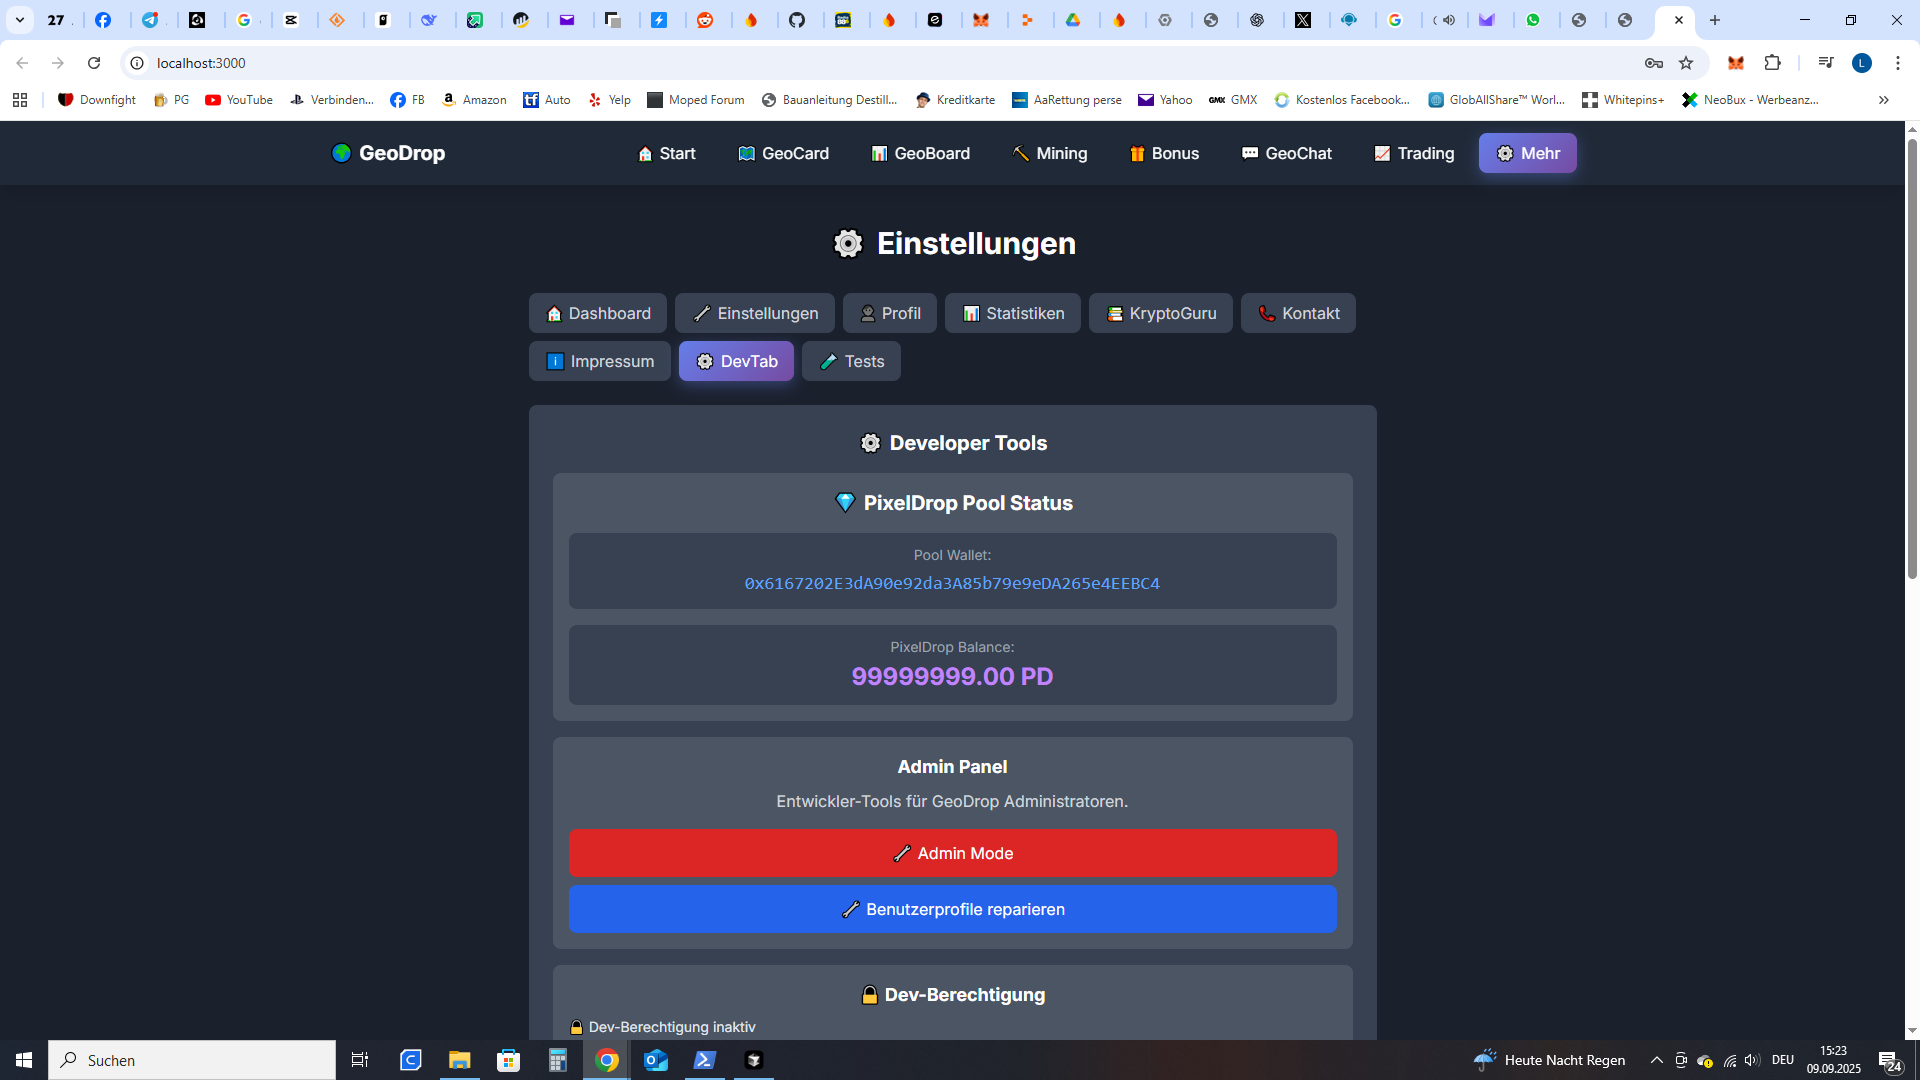 27
localhost:3000
L
Downfight PG YouTube Verbinden... FB Amazon Auto Yelp Moped Forum Bauanleitung Destill... Kreditkarte AaRettung perse Yahoo GMX GMX Kostenlos Facebook... GlobAllShare™ Worl... Whitepins+ NeoBux - Werbeanz...
GeoDrop Start GeoCard GeoBoard Mining Bonus GeoChat Trading Mehr
Einstellungen
Dashboard Einstellungen Profil Statistiken KryptoGuru Kontakt
Impressum DevTab Tests
Developer Tools
PixelDrop Pool Status
Pool Wallet:
0x6167202E3dA90e92da3A85b79e9eDA265e4EEBC4
PixelDrop Balance:
99999999.00 PD
Admin Panel
Entwickler-Tools für GeoDrop Administratoren.
Admin Mode
Benutzerprofile reparieren
Dev-Berechtigung
Dev-Berechtigung inaktiv
Suchen
Heute Nacht Regen
DEU
15:23
09.09.2025
24